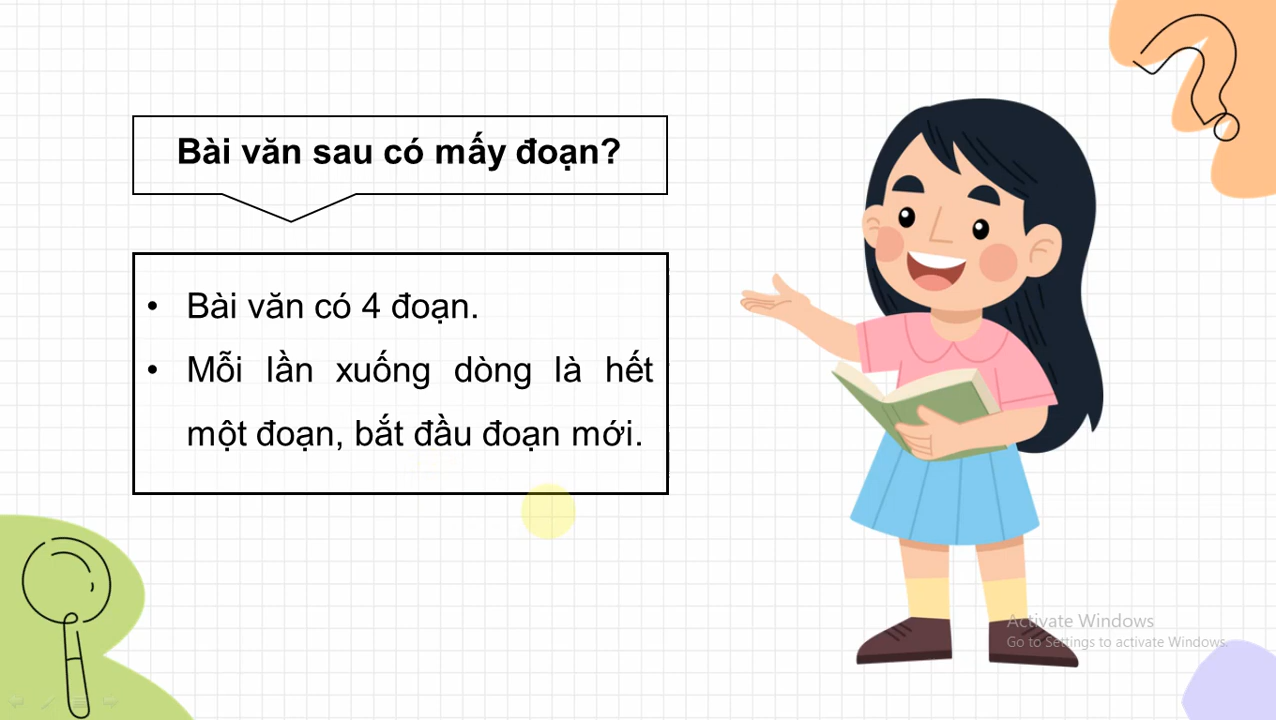 Bài văn sau có mấy đoạn?
• Bài văn có 4 đoạn.
• Mỗi lần xuống dòng là hết
một đoạn, bắt đầu đoạn mới.
Activate Windows
Go to Settings to activate Windows.